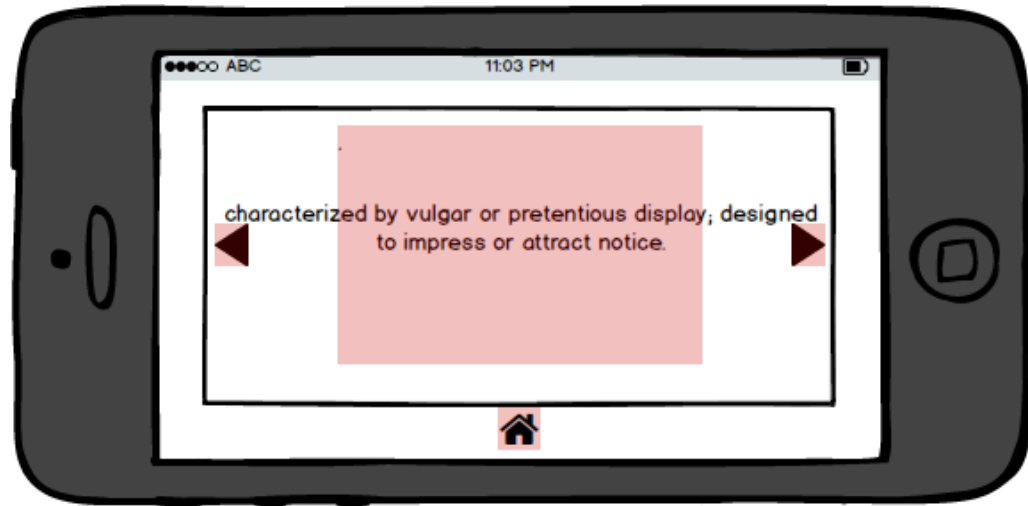 ABC 11:03 PM
characterized by vulgar or pretentious display; designed
to impress or attract notice.